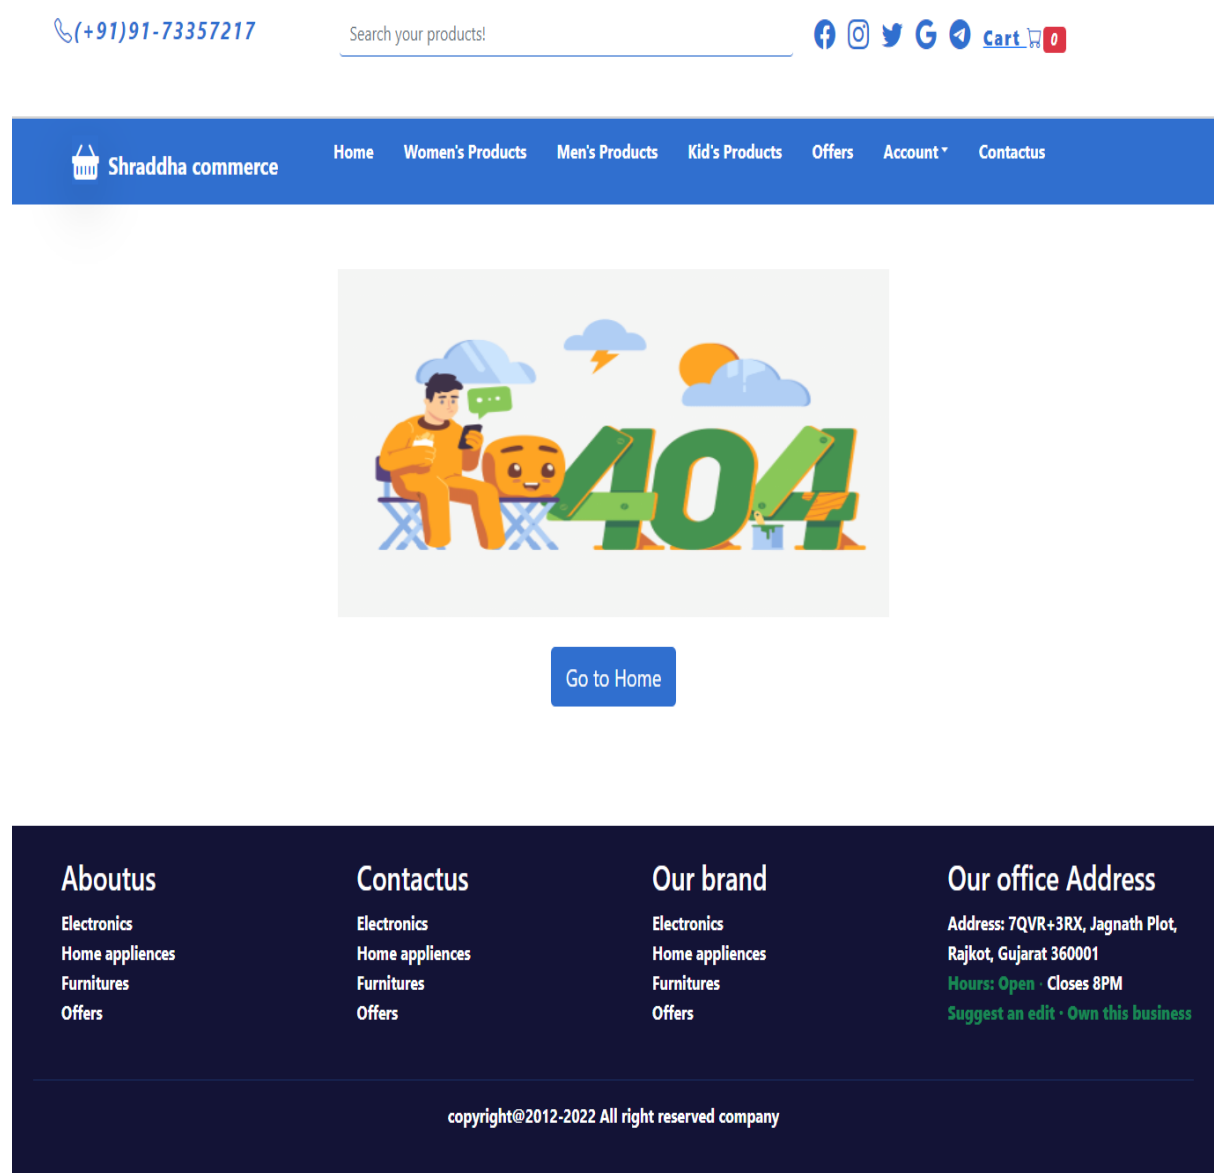 (+91)91-73357217
Search your products!
Cart 0
Shraddha commerce
Home Women's Products Men's Products Kid's Products Offers Account Contactus
404
Go to Home
Aboutus
Electronics
Home appliences
Furnitures
Offers
Contactus
Electronics
Home appliences
Furnitures
Offers
Our brand
Electronics
Home appliences
Furnitures
Offers
Our office Address
Address: 7QVR+3RX, Jagnath Plot,
Rajkot, Gujarat 360001
Hours: Open · Closes 8PM
Suggest an edit · Own this business
copyright@2012-2022 All right reserved company